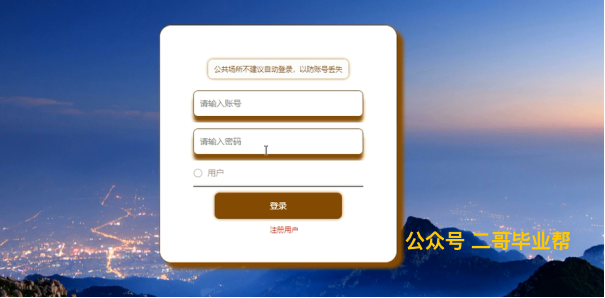 公共场所不建议自动登录，以防账号丢失
请输入账号
请输入密码
用户
登录
注册用户
公众号 二哥毕业帮